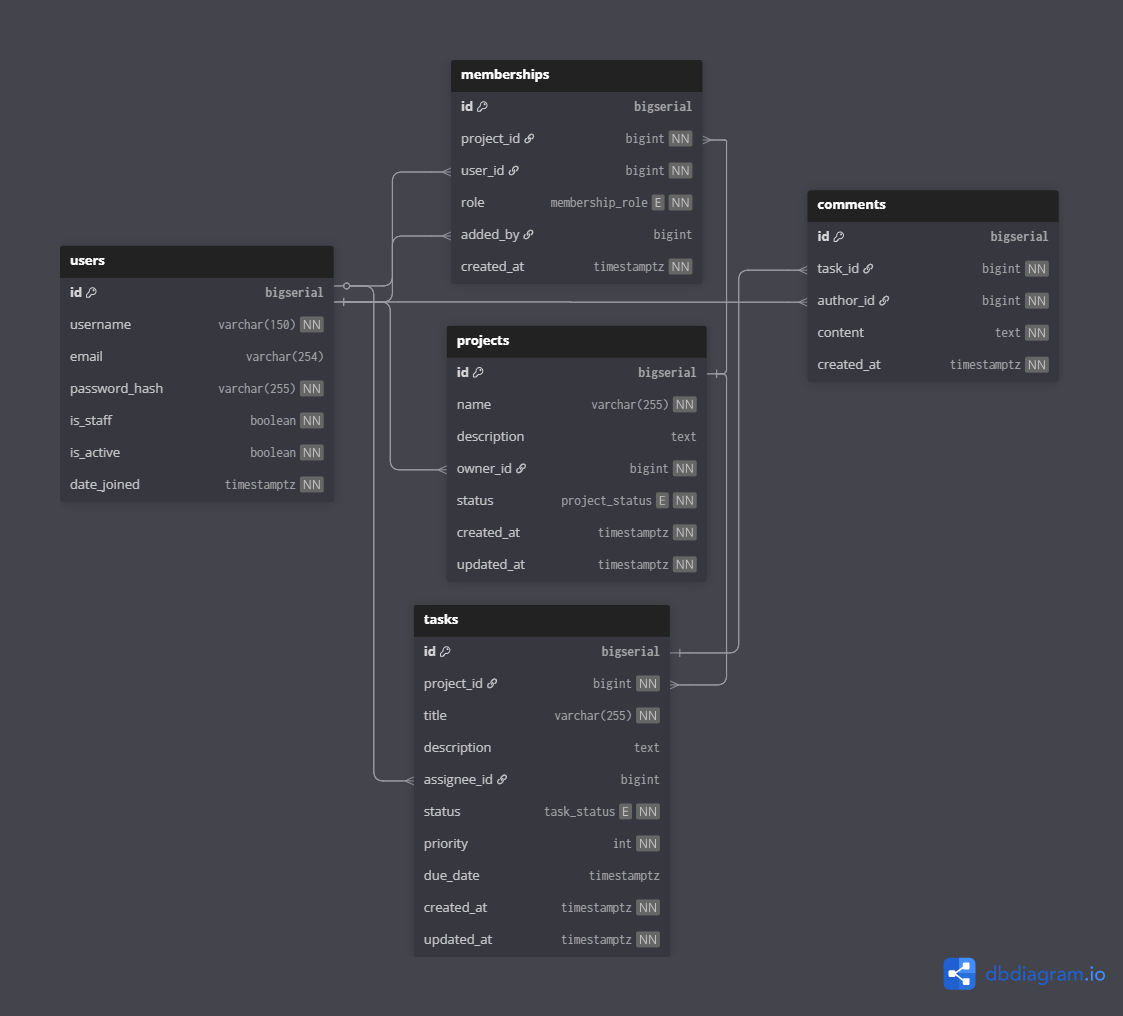 memberships
id bigserial
project_id bigint NN
user_id bigint NN
role membership_role E NN
added_by bigint
created_at timestamptz NN
comments
id bigserial
task_id bigint NN
author_id bigint NN
content text NN
created_at timestamptz NN
users
id bigserial
username varchar(150) NN
email varchar(254)
password_hash varchar(255) NN
is_staff boolean NN
is_active boolean NN
date_joined timestamptz NN
projects
id bigserial
name varchar(255) NN
description text
owner_id bigint NN
status project_status E NN
created_at timestamptz NN
updated_at timestamptz NN
tasks
id bigserial
project_id bigint NN
title varchar(255) NN
description text
assignee_id bigint
status task_status E NN
priority int NN
due_date timestamptz
created_at timestamptz NN
updated_at timestamptz NN
dbdiagram.io